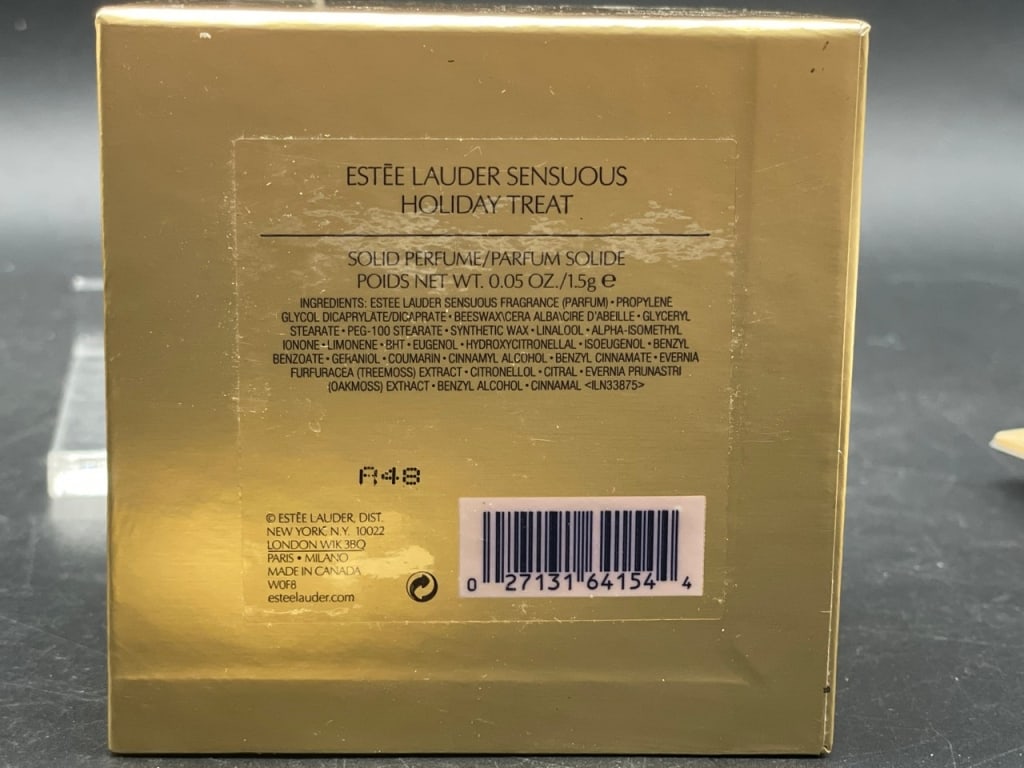 ESTĒE LAUDER SENSUOUS
HOLIDAY TREAT
SOLID PERFUME/PARFUM SOLIDE
POIDS NET WT. 0.05 OZ./1.5g ℮
INGREDIENTS: ESTEE LAUDER SENSUOUS FRAGRANCE (PARFUM) • PROPYLENE
GLYCOL DICAPRYLATE/DICAPRATE • BEESWAX\CERA ALBA\CIRE D'ABEILLE • GLYCERYL
STEARATE • PEG-100 STEARATE • SYNTHETIC WAX • LINALOOL • ALPHA-ISOMETHYL
IONONE • LIMONENE • BHT • EUGENOL • HYDROXYCITRONELLAL • ISOEUGENOL • BENZYL
BENZOATE • GERANIOL • COUMARIN • CINNAMYL ALCOHOL • BENZYL CINNAMATE • EVERNIA
FURFURACEA (TREEMOSS) EXTRACT • CITRONELLOL • CITRAL • EVERNIA PRUNASTRI
(OAKMOSS) EXTRACT • BENZYL ALCOHOL • CINNAMAL <ILN33875>
A48
© ESTĒE LAUDER, DIST.
NEW YORK, N.Y. 10022
LONDON W1K 3BQ
PARIS • MILANO
MADE IN CANADA
W0F8
esteelauder.com
0 27131 64154 4